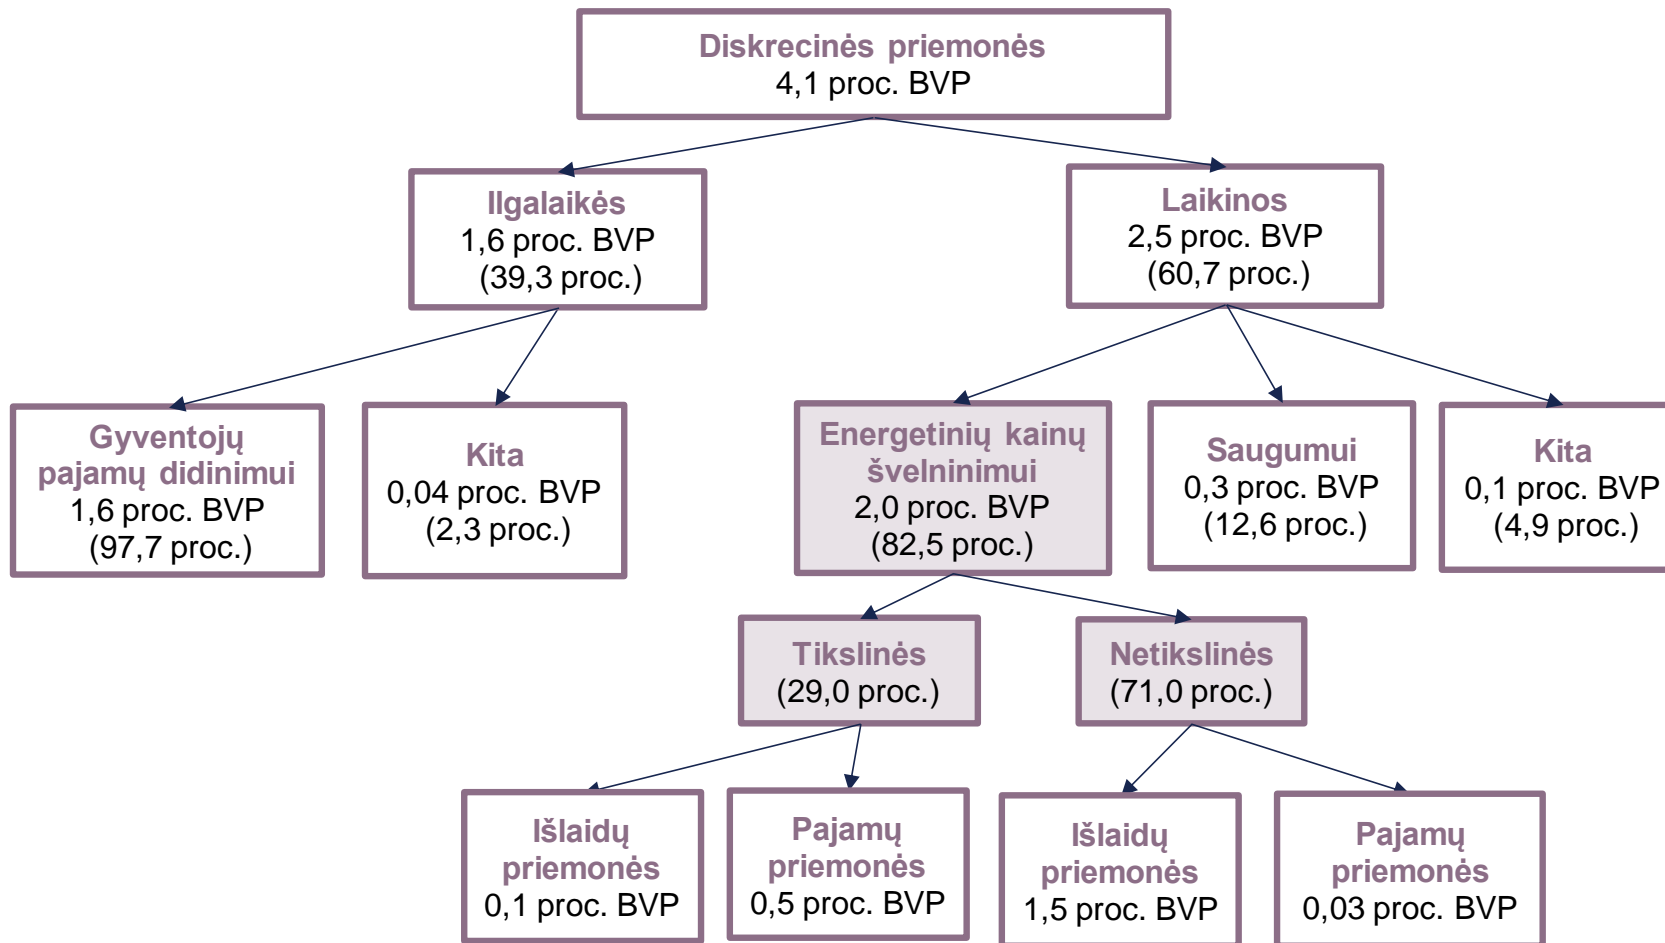 Diskrecinės priemonės
4,1 proc. BVP
Ilgalaikės
1,6 proc. BVP
(39,3 proc.)
Laikinos
2,5 proc. BVP
(60,7 proc.)
Gyventojų
pajamų didinimui
1,6 proc. BVP
(97,7 proc.)
Kita
0,04 proc. BVP
(2,3 proc.)
Energetinių kainų
švelninimui
2,0 proc. BVP
(82,5 proc.)
Saugumui
0,3 proc. BVP
(12,6 proc.)
Kita
0,1 proc. BVP
(4,9 proc.)
Tikslinės
(29,0 proc.)
Netikslinės
(71,0 proc.)
Išlaidų
priemonės
0,1 proc. BVP
Pajamų
priemonės
0,5 proc. BVP
Išlaidų
priemonės
1,5 proc. BVP
Pajamų
priemonės
0,03 proc. BVP